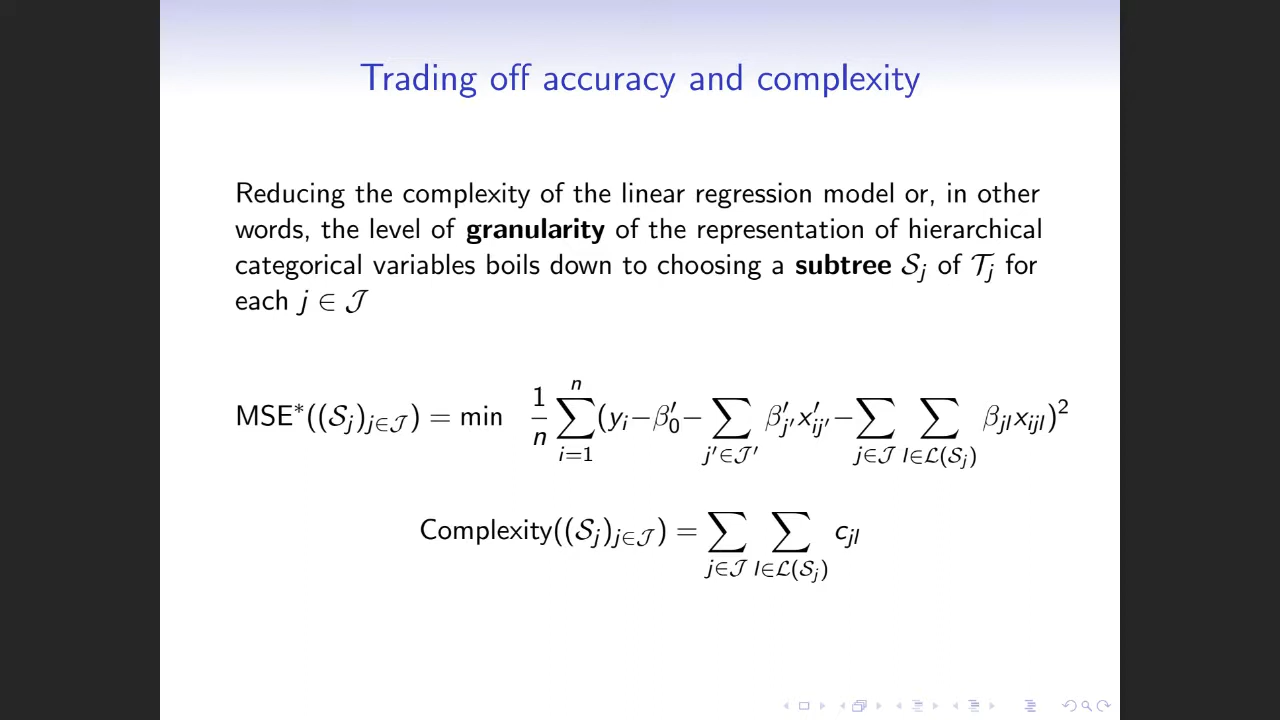 Trading off accuracy and complexity
Reducing the complexity of the linear regression model or, in other
words, the level of granularity of the representation of hierarchical
categorical variables boils down to choosing a subtree 𝒮_j of 𝒯_j for
each j ∈ 𝒥
MSE*((𝒮_j)_{j∈𝒥}) = min 1/n ∑_{i=1}^{n} (y_i − β′_0 − ∑_{j′∈𝒥′} β′_{j′} x′_{ij′} − ∑_{j∈𝒥} ∑_{l∈ℒ(𝒮_j)} β_{jl} x_{ijl})²
Complexity((𝒮_j)_{j∈𝒥}) = ∑_{j∈𝒥} ∑_{l∈ℒ(𝒮_j)} c_{jl}